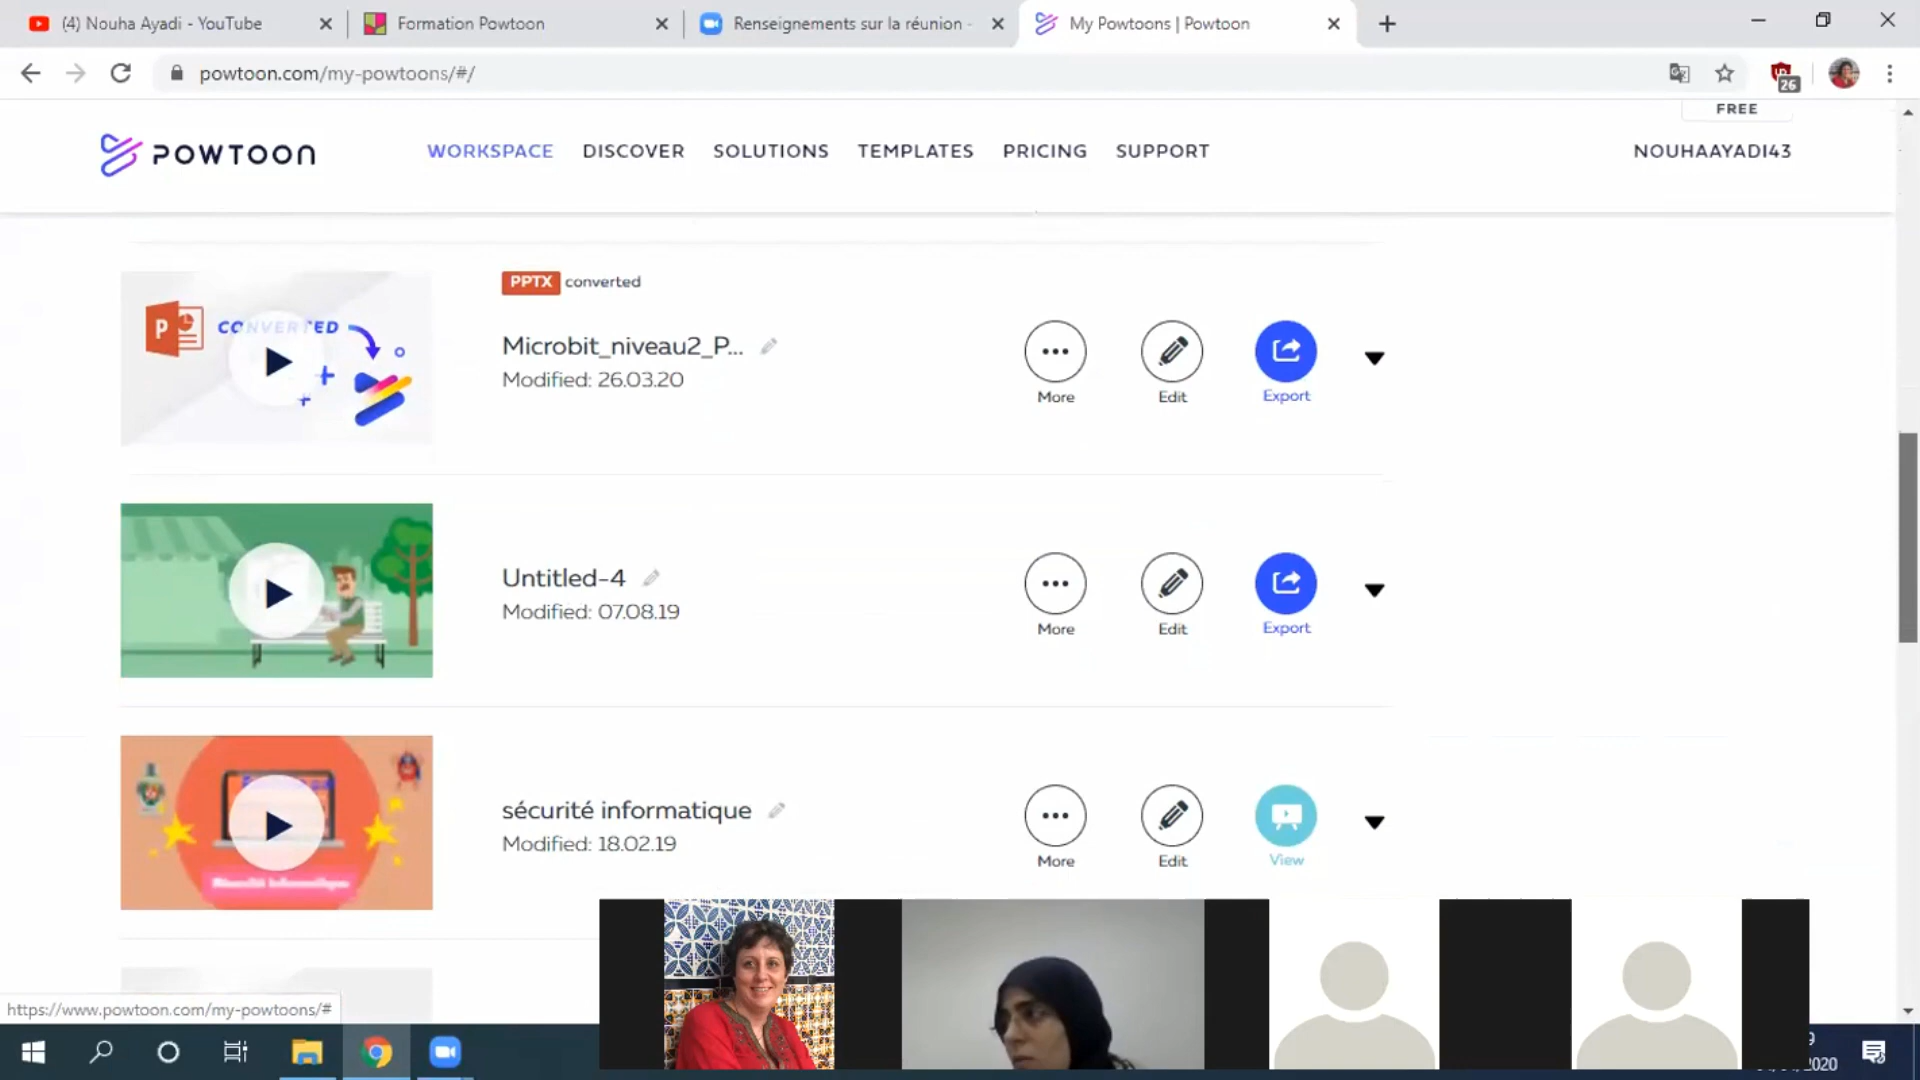 (4) Nouha Ayadi - YouTube
Formation Powtoon
Renseignements sur la réunion -
My Powtoons | Powtoon
powtoon.com/my-powtoons/#/
26
FREE
POWTOON
WORKSPACE
DISCOVER
SOLUTIONS
TEMPLATES
PRICING
SUPPORT
NOUHAAYADI43
P
CONVERTED
PPTX converted
Microbit_niveau2_P...
Modified: 26.03.20
More
Edit
Export
Untitled-4
Modified: 07.08.19
More
Edit
Export
sécurité informatique
Modified: 18.02.19
More
Edit
View
https://www.powtoon.com/my-powtoons/#